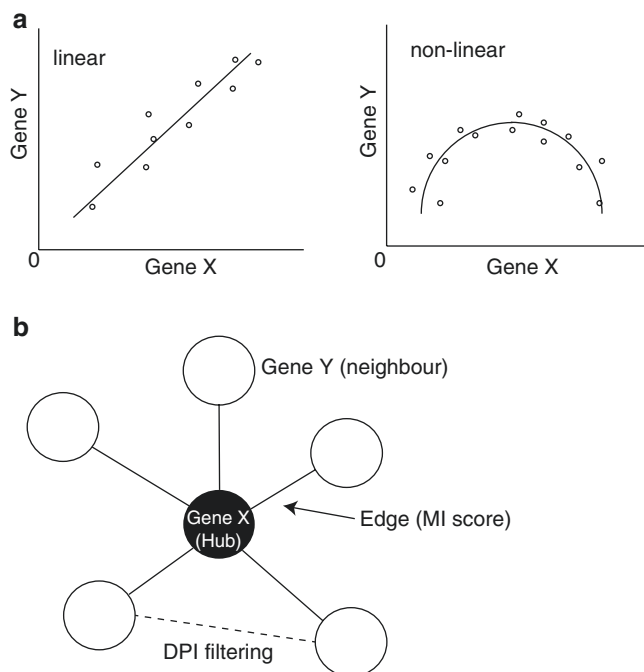 a
linear
Gene Y
0
Gene X
non-linear
Gene Y
0
Gene X
b
Gene Y (neighbour)
Gene X
(Hub)
Edge (MI score)
DPI filtering